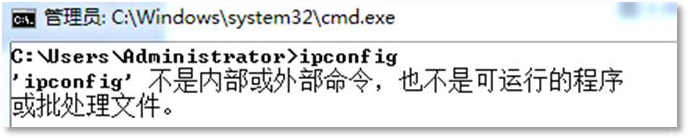 管理员: C:\Windows\system32\cmd.exe
C:\Users\Administrator>ipconfig
'ipconfig' 不是内部或外部命令，也不是可运行的程序
或批处理文件。